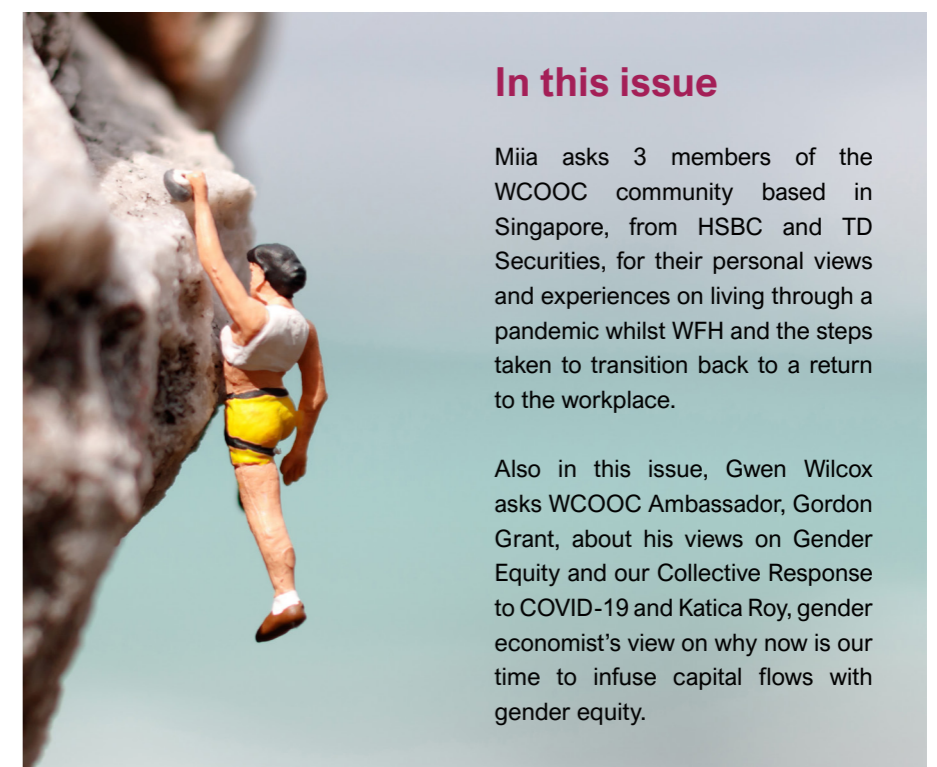 In this issue
Miia asks 3 members of the
WCOOC community based in
Singapore, from HSBC and TD
Securities, for their personal views
and experiences on living through a
pandemic whilst WFH and the steps
taken to transition back to a return
to the workplace.
Also in this issue, Gwen Wilcox
asks WCOOC Ambassador, Gordon
Grant, about his views on Gender
Equity and our Collective Response
to COVID-19 and Katica Roy, gender
economist’s view on why now is our
time to infuse capital flows with
gender equity.